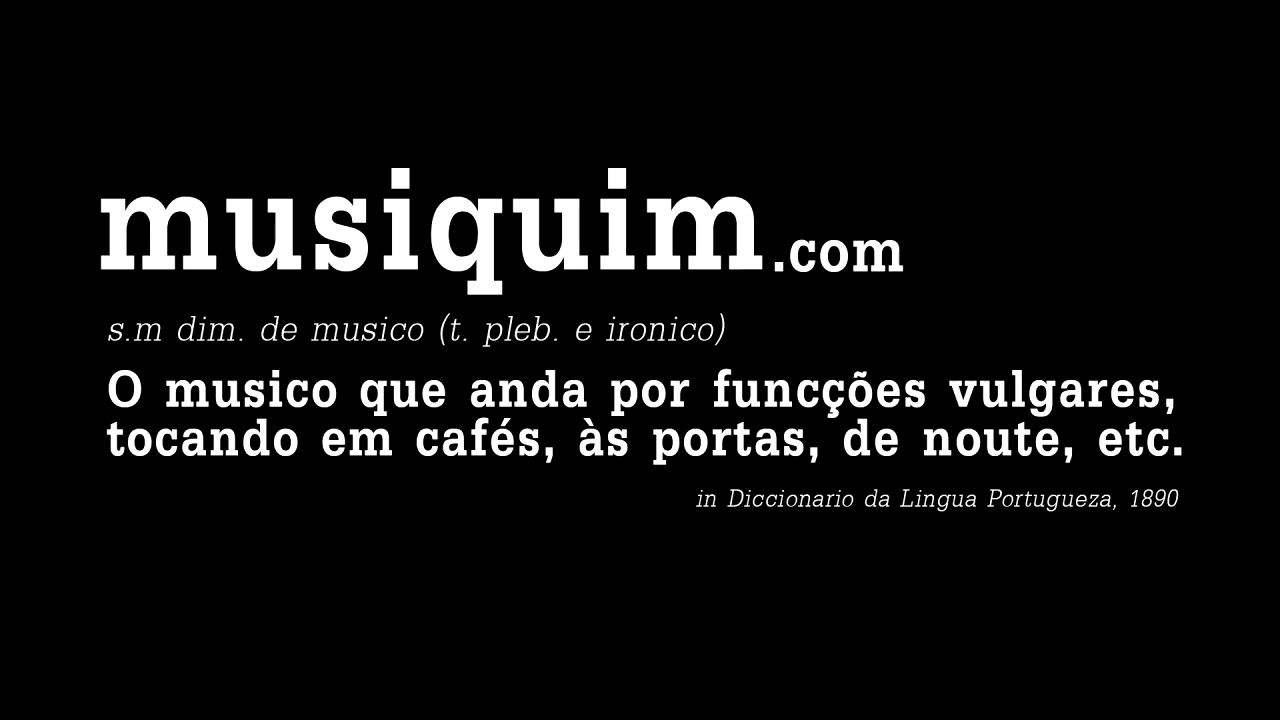 musiquim.com
s.m dim. de musico (t. pleb. e ironico)
O musico que anda por funcções vulgares,
tocando em cafés, às portas, de noute, etc.
in Diccionario da Lingua Portugueza, 1890